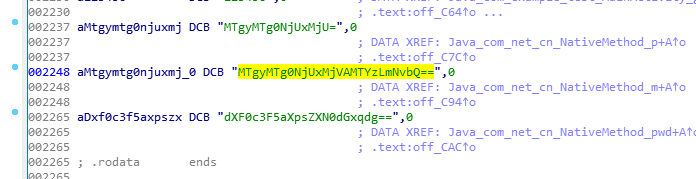 002230 ; .text:off_C64↑o ...
002237 aMtgymtg0njuxmj DCB "MTgyMTg0NjUxMjU=",0
002237 ; DATA XREF: Java_com_net_cn_NativeMethod_p+A↑o
002237 ; .text:off_C7C↑o
002248 aMtgymtg0njuxmj_0 DCB "MTgyMTg0NjUxMjVAMTYzLmNvbQ==",0
002248 ; DATA XREF: Java_com_net_cn_NativeMethod_m+A↑o
002248 ; .text:off_C94↑o
002265 aDxf0c3f5axpszx DCB "dXF0c3F5aXpsZXN0dGxqdg==",0
002265 ; DATA XREF: Java_com_net_cn_NativeMethod_pwd+A↑o
002265 ; .text:off_CAC↑o
002265 ; .rodata ends
002265